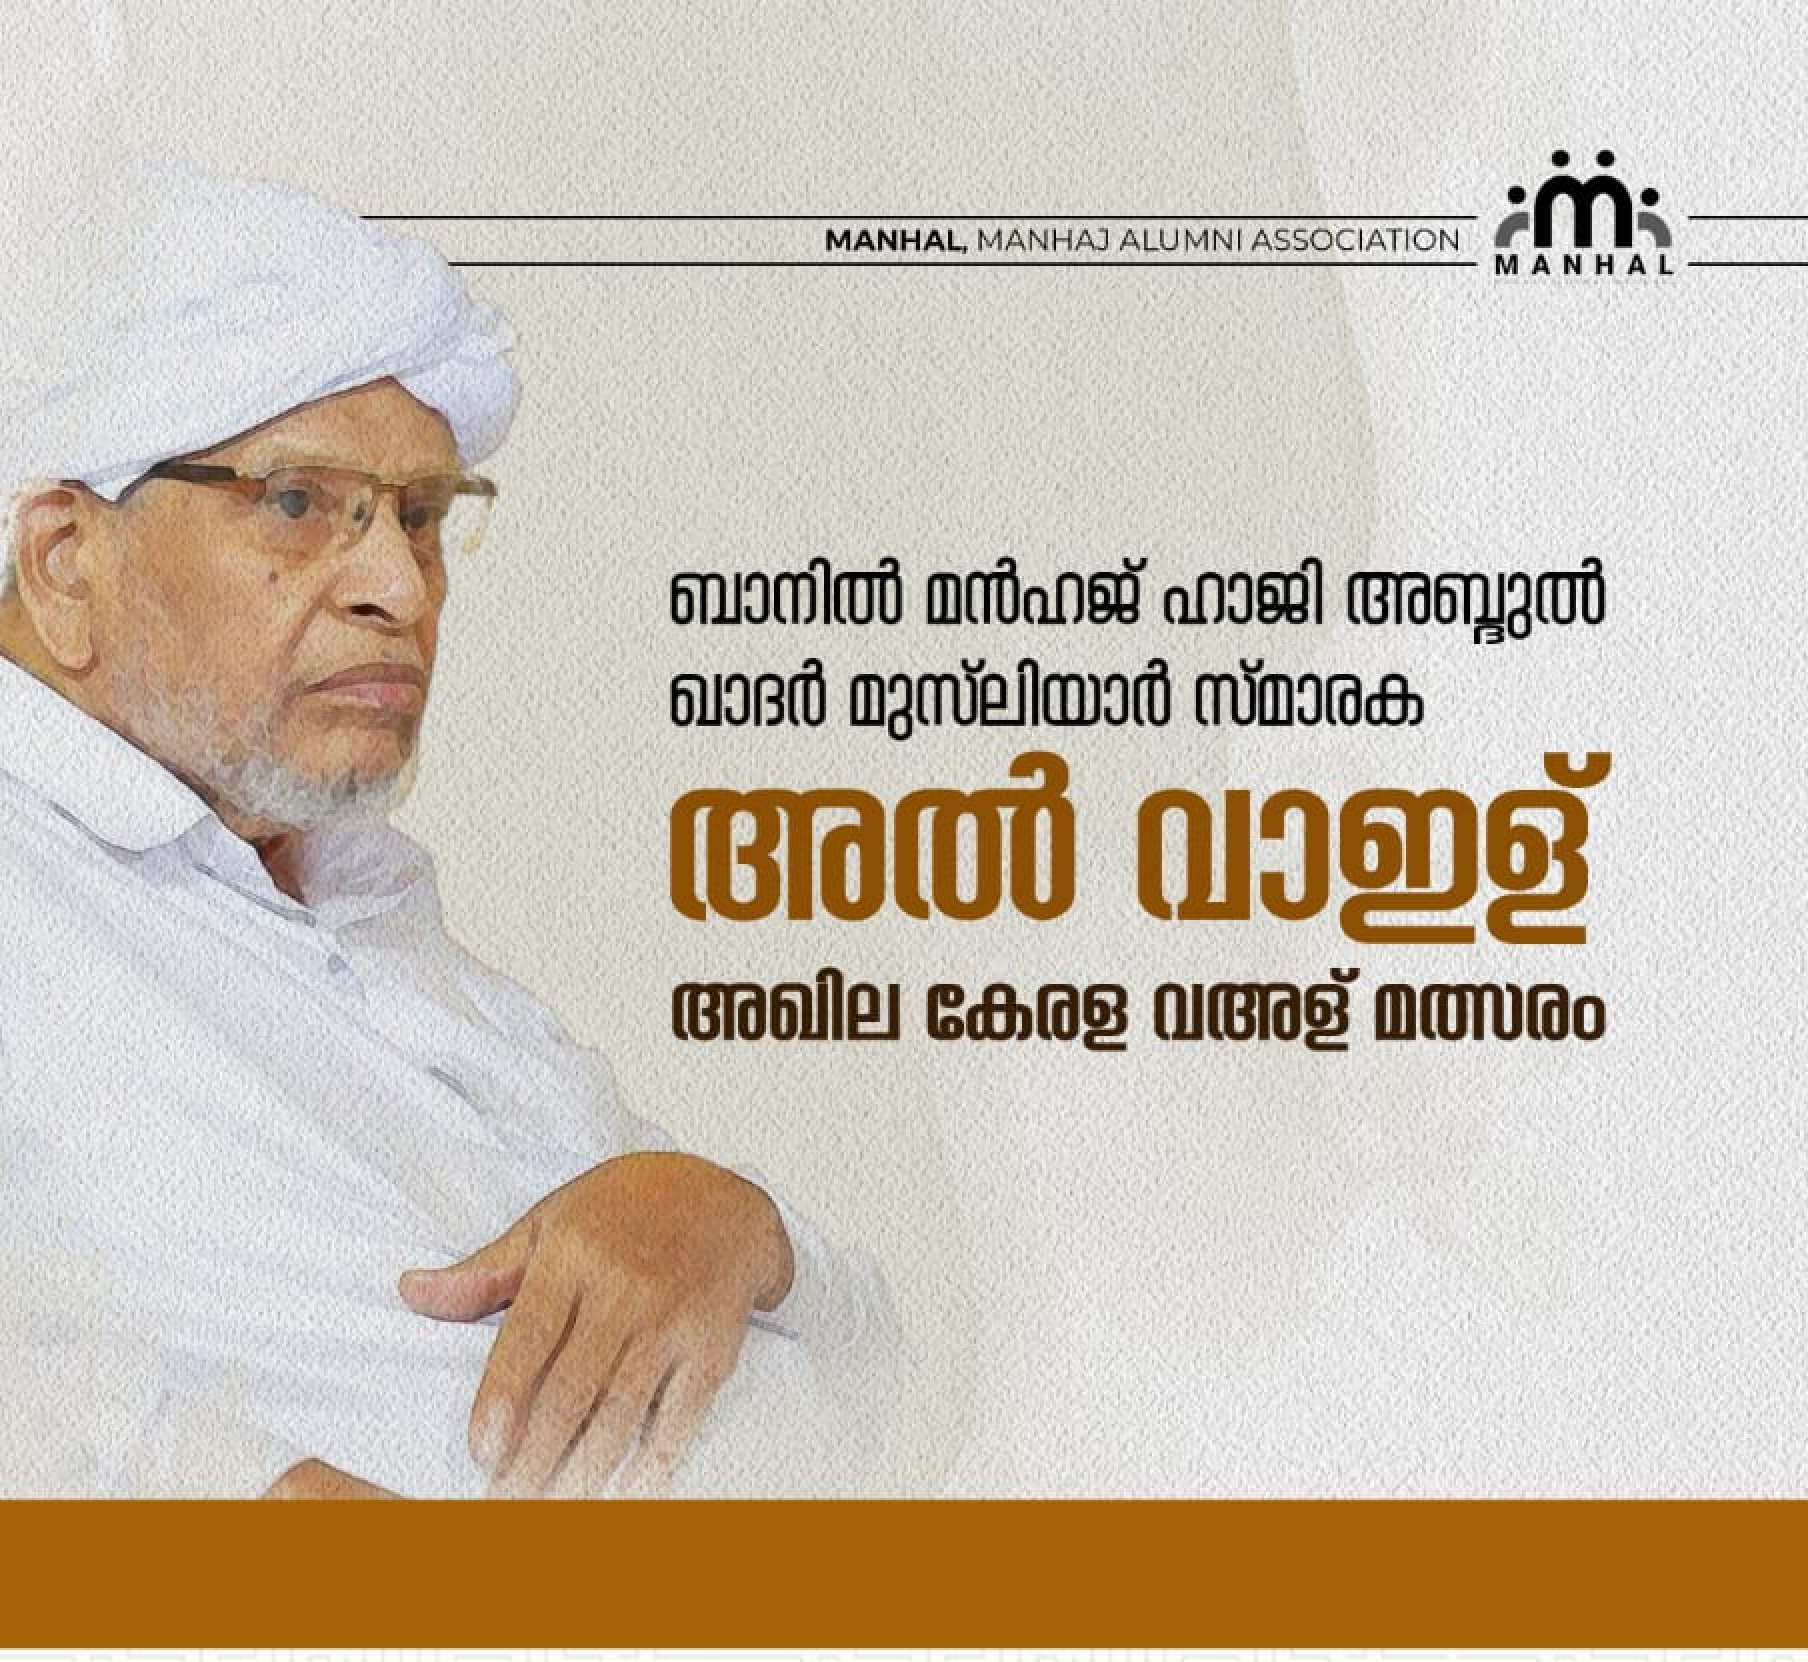 MANHAL, MANHAJ ALUMNI ASSOCIATION
MANHAL
ബാനിൽ മൻഹജ് ഹാജി അബ്ദുൽ
ഖാദർ മുസ്‌ലിയാർ സ്മാരക
അൽ വാഇള്
അഖില കേരള വഅള് മത്സരം